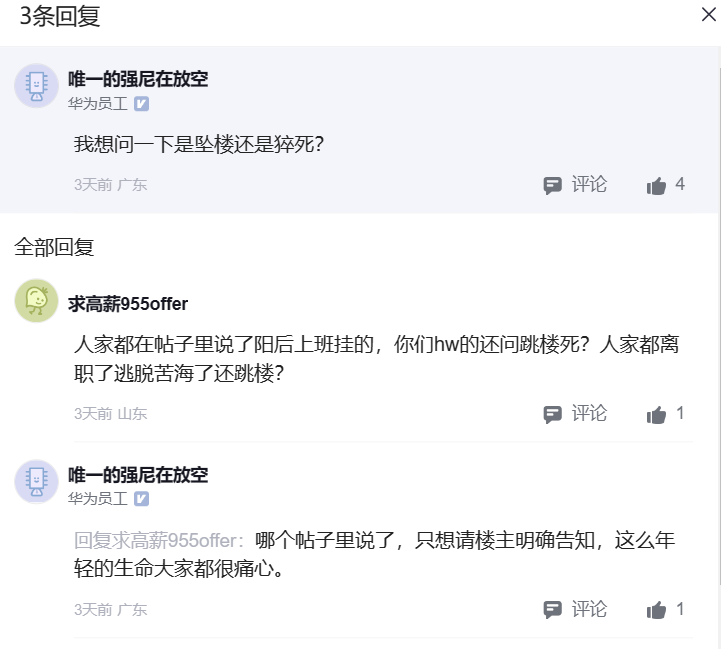 3条回复
唯一的强尼在放空
华为员工
我想问一下是坠楼还是猝死？
3天前 广东
评论
4
全部回复
求高薪955offer
人家都在帖子里说了阳后上班挂的，你们hw的还问跳楼死？人家都离
职了逃脱苦海了还跳楼？
3天前 山东
评论
1
唯一的强尼在放空
华为员工
回复求高薪955offer：哪个帖子里说了，只想请楼主明确告知，这么年
轻的生命大家都很痛心。
3天前 广东
评论
1